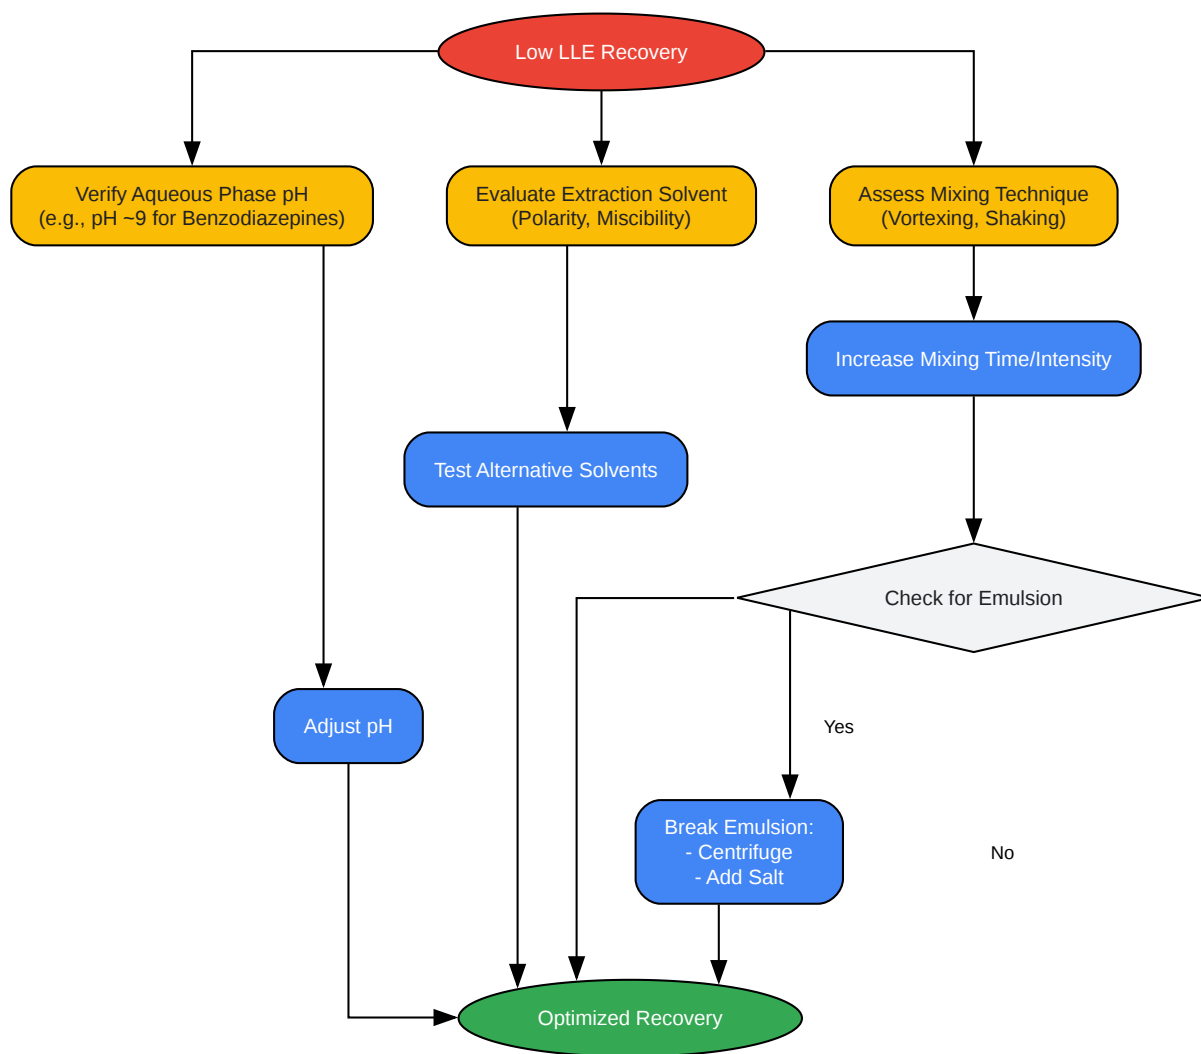 Low LLE Recovery
Verify Aqueous Phase pH
(e.g., pH ~9 for Benzodiazepines)
Evaluate Extraction Solvent
(Polarity, Miscibility)
Assess Mixing Technique
(Vortexing, Shaking)
Increase Mixing Time/Intensity
Test Alternative Solvents
Check for Emulsion
Adjust pH
Yes
Break Emulsion:
- Centrifuge
- Add Salt
No
Optimized Recovery